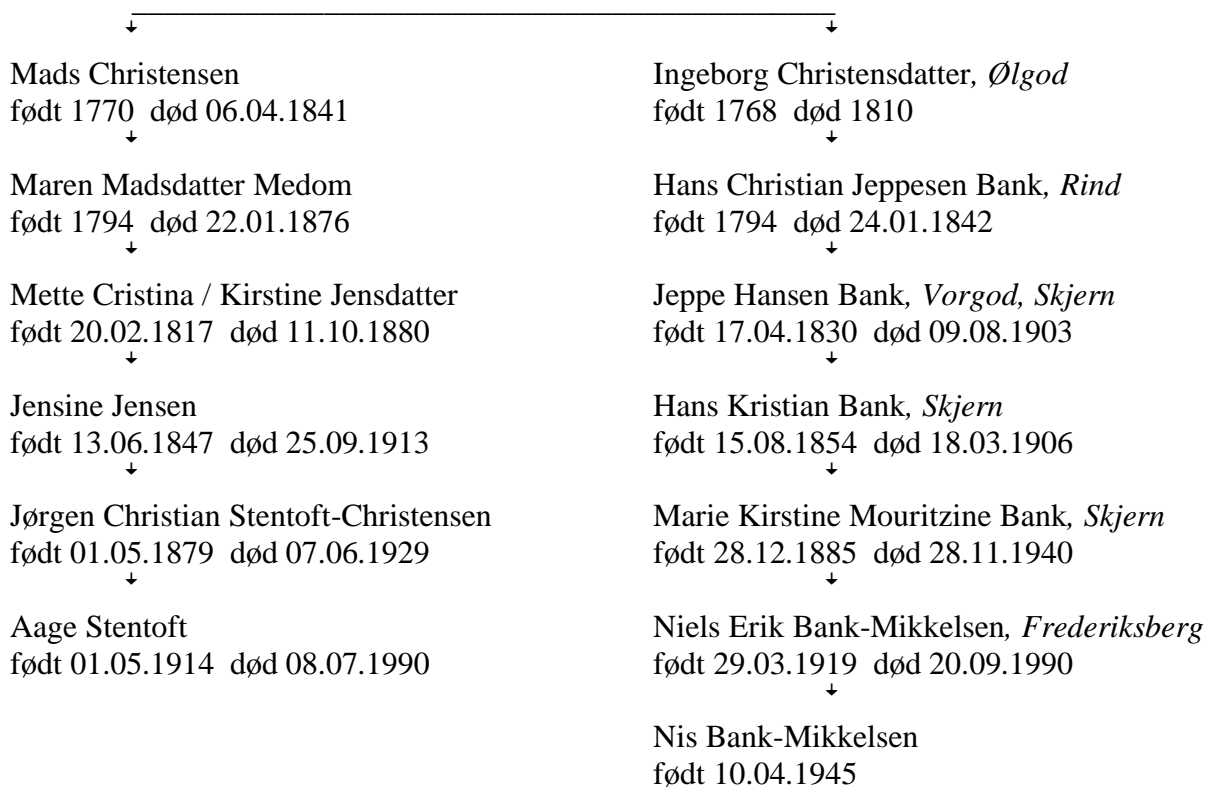 Mads Christensen
født 1770 død 06.04.1841
Maren Madsdatter Medom
født 1794 død 22.01.1876
Mette Cristina / Kirstine Jensdatter
født 20.02.1817 død 11.10.1880
Jensine Jensen
født 13.06.1847 død 25.09.1913
Jørgen Christian Stentoft-Christensen
født 01.05.1879 død 07.06.1929
Aage Stentoft
født 01.05.1914 død 08.07.1990
Ingeborg Christensdatter, Ølgod
født 1768 død 1810
Hans Christian Jeppesen Bank, Rind
født 1794 død 24.01.1842
Jeppe Hansen Bank, Vorgod, Skjern
født 17.04.1830 død 09.08.1903
Hans Kristian Bank, Skjern
født 15.08.1854 død 18.03.1906
Marie Kirstine Mouritzine Bank, Skjern
født 28.12.1885 død 28.11.1940
Niels Erik Bank-Mikkelsen, Frederiksberg
født 29.03.1919 død 20.09.1990
Nis Bank-Mikkelsen
født 10.04.1945